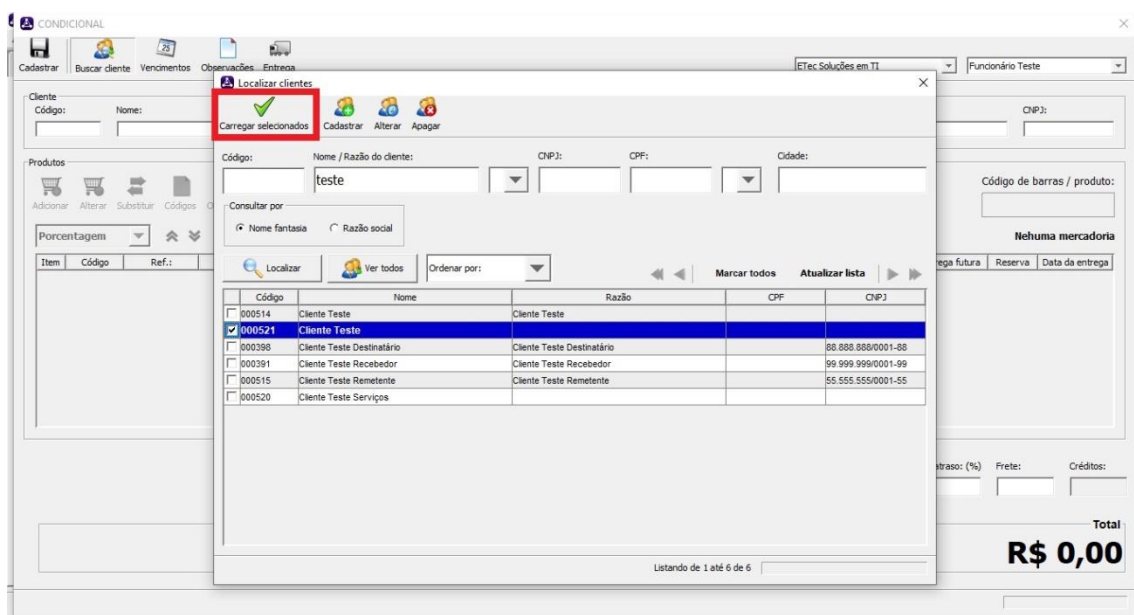 CONDICIONAL
Cadastrar Buscar cliente Vencimentos Observações Entrega
ETec Soluções em TI Funcionário Teste
Cliente
Código: Nome: CNPJ:
Produtos
Adicionar Alterar Substituir Códigos
Código de barras / produto:
Porcentagem
Nenhuma mercadoria
Item Código Ref.: Reserva Data da entrega
Localizar clientes
Carregar selecionados Cadastrar Alterar Apagar
Código: Nome / Razão do cliente: CNPJ: CPF: Cidade:
teste
Consultar por
Nome fantasia Razão social
Localizar Ver todos Ordenar por: Marcar todos Atualizar lista
Código Nome Razão CPF CNPJ
000514 Cliente Teste Cliente Teste
000521 Cliente Teste
000398 Cliente Teste Destinatário Cliente Teste Destinatário 88.888.888/0001-88
000391 Cliente Teste Recebedor Cliente Teste Recebedor 99.999.999/0001-99
000515 Cliente Teste Remetente Cliente Teste Remetente 55.555.555/0001-55
000520 Cliente Teste Serviços
Listando de 1 até 6 de 6
(%) Frete: Créditos:
Total
R$ 0,00